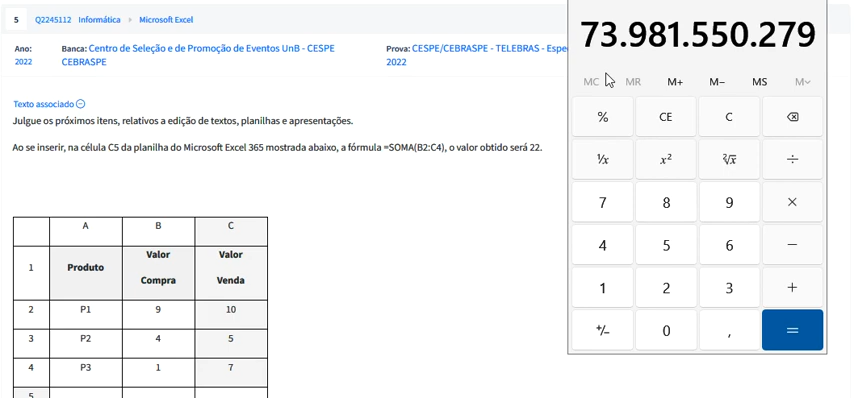 5 Q2245112 Informática > Microsoft Excel
Ano: 2022 Banca: Centro de Seleção e de Promoção de Eventos UnB - CESPE CEBRASPE Prova: CESPE/CEBRASPE - TELEBRAS - Espe 2022
Texto associado
Julgue os próximos itens, relativos a edição de textos, planilhas e apresentações.
Ao se inserir, na célula C5 da planilha do Microsoft Excel 365 mostrada abaixo, a fórmula =SOMA(B2:C4), o valor obtido será 22.
A B C
1 Produto Valor Compra Valor Venda
2 P1 9 10
3 P2 4 5
4 P3 1 7
5
73.981.550.279
MC MR M+ M− MS M˅
% CE C
¹/x x² ²√x ÷
7 8 9 ×
4 5 6 −
1 2 3 +
+/− 0 , =